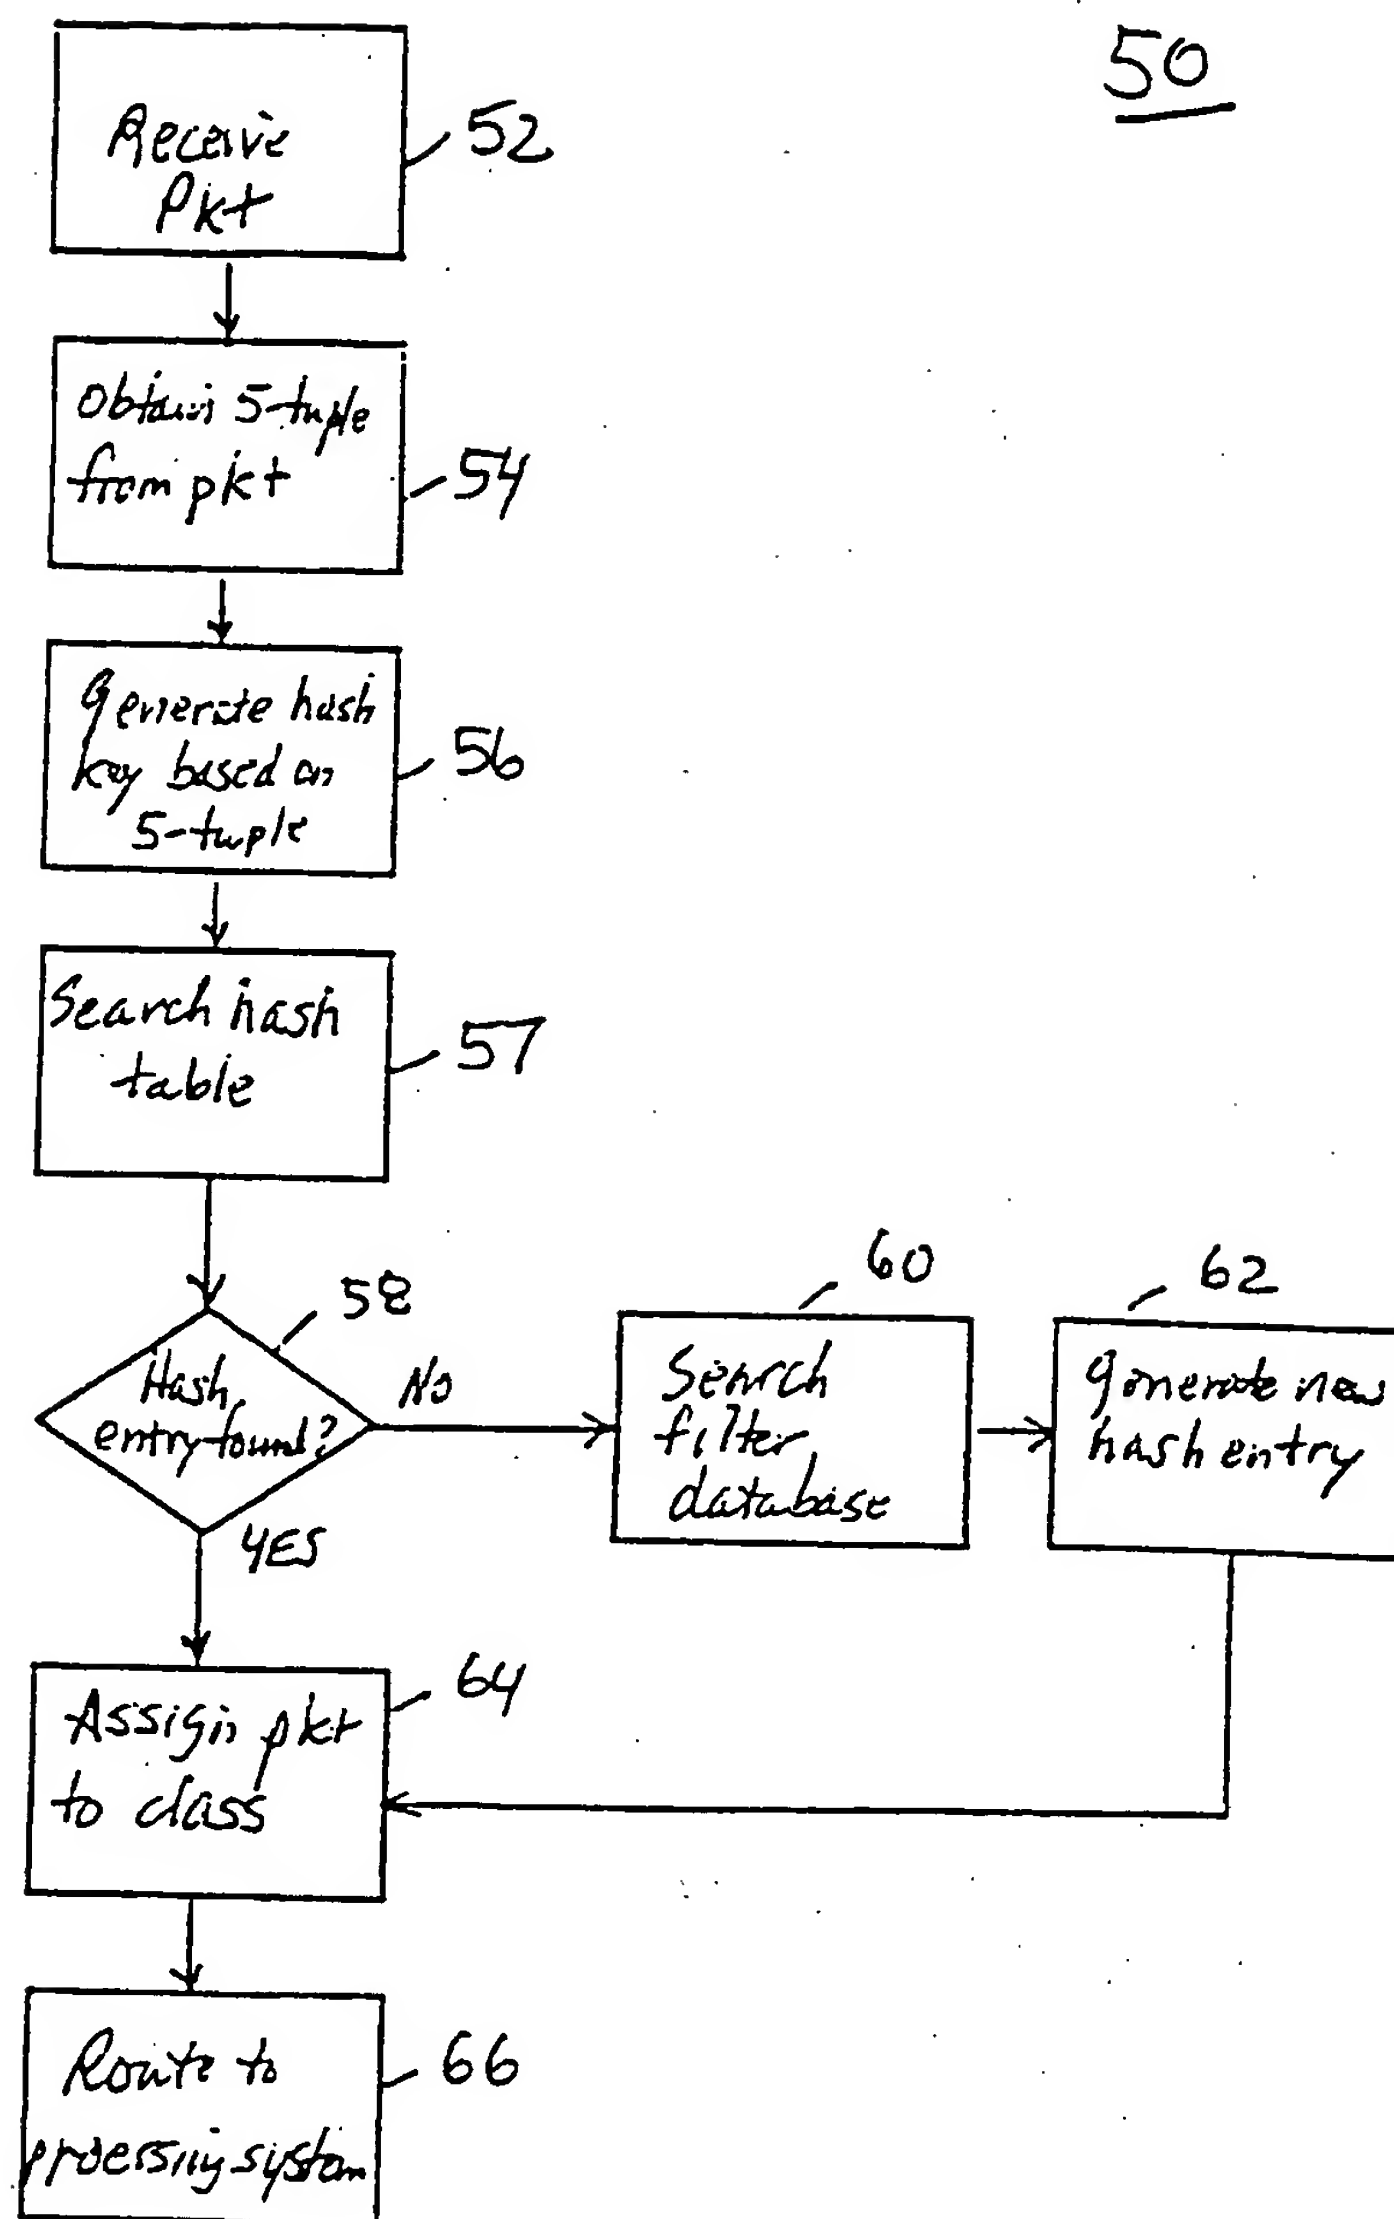 50
Receive
Pkt
52
Obtain 5-tuple
from pkt
54
Generate hash
key based on
5-tuple
56
Search hash
table
57
58
Hash
entry found?
NO
YES
60
Search
filter
database
62
Generate new
hash entry
64
Assign pkt
to class
Route to
processing system
66